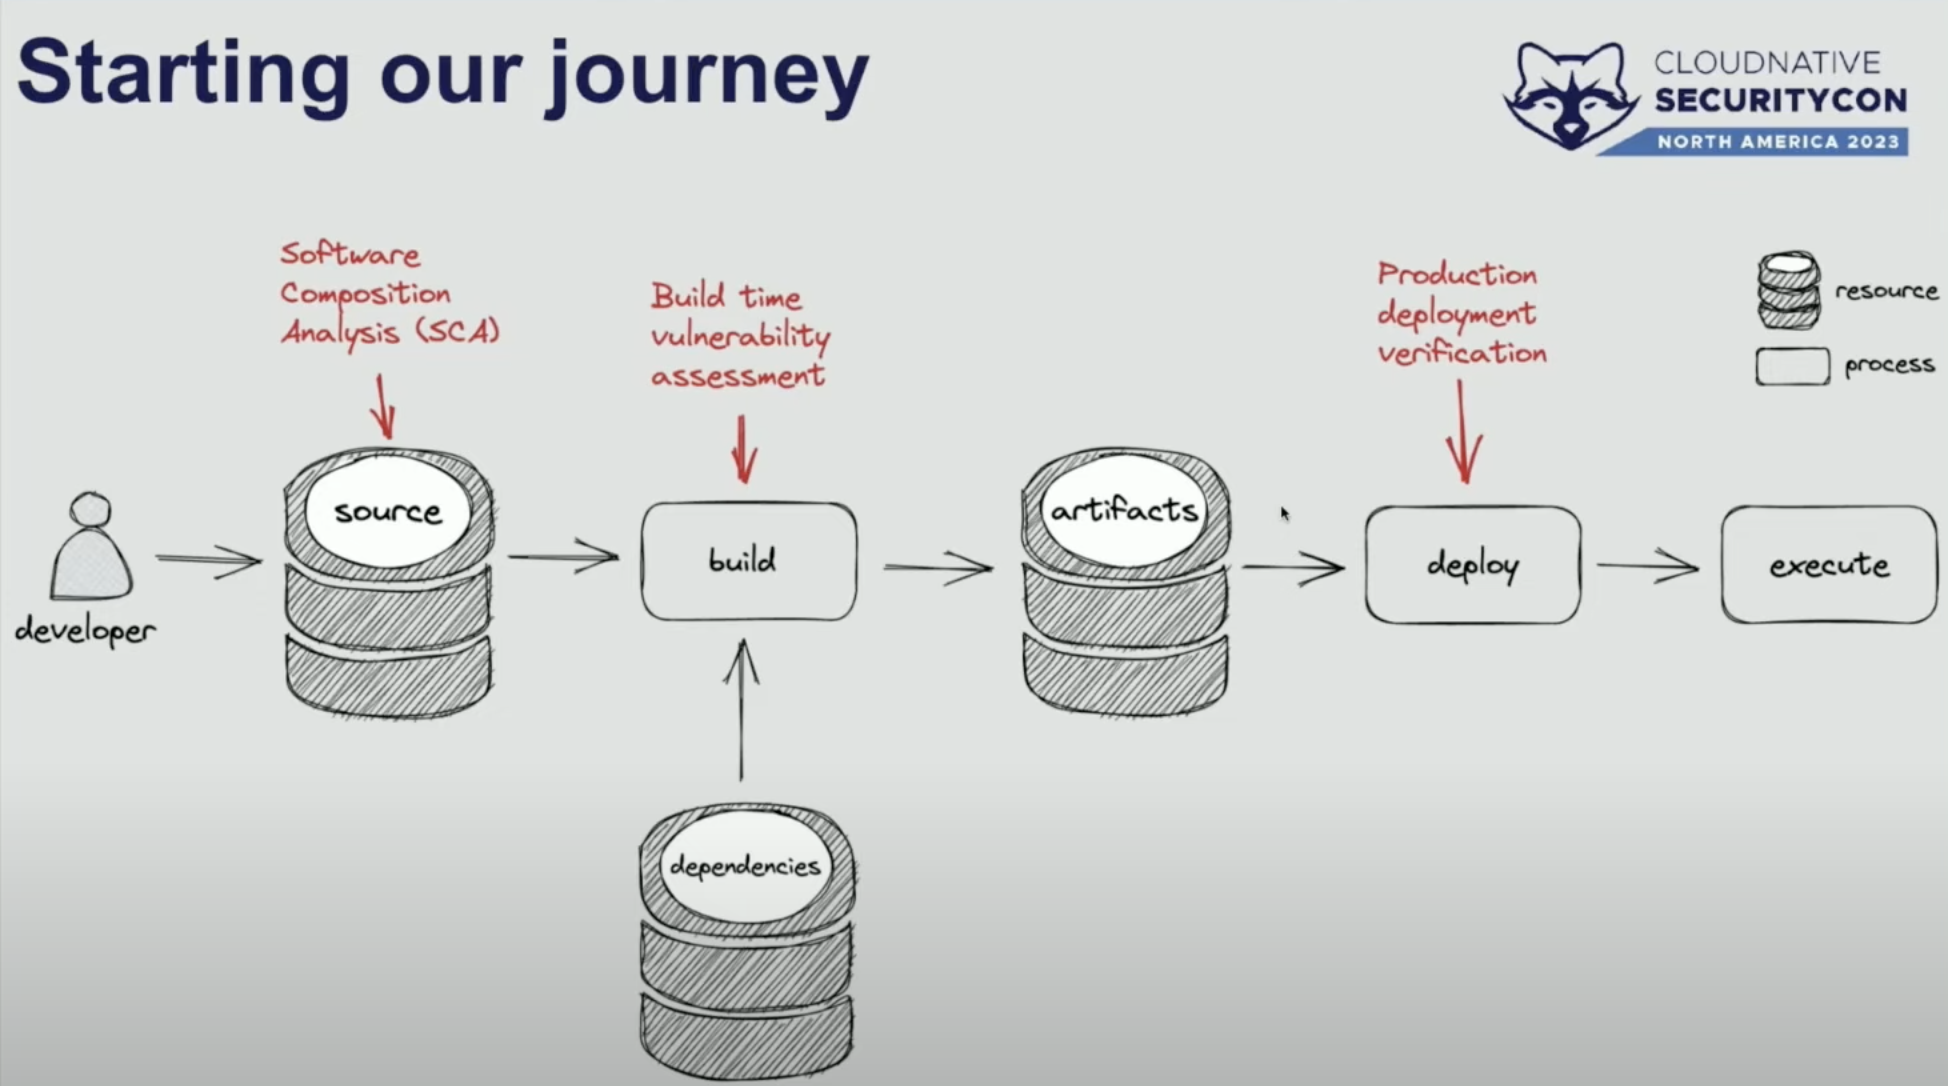 Starting our journey
CLOUDNATIVE
SECURITYCON
NORTH AMERICA 2023
Software
Composition
Analysis (SCA)
Build time
vulnerability
assessment
Production
deployment
verification
resource
process
developer
source
build
artifacts
deploy
execute
dependencies